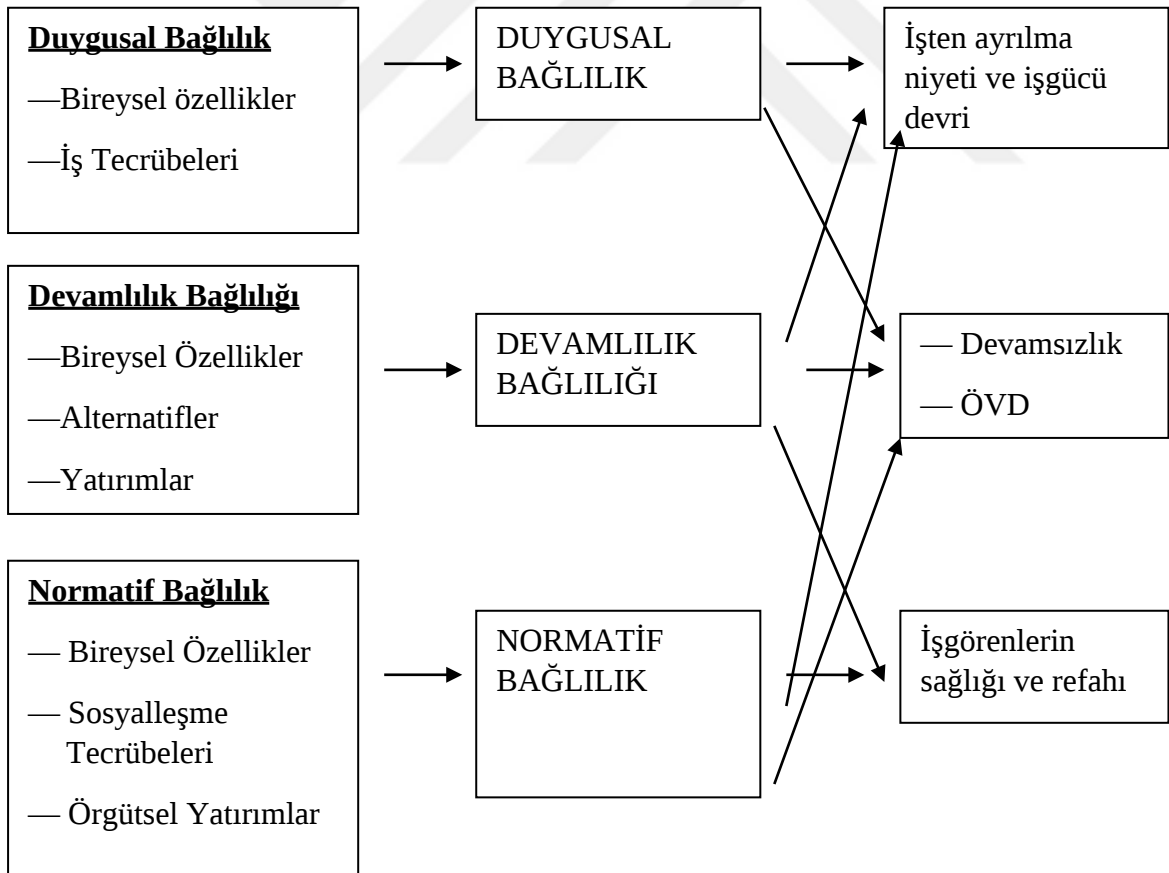 Duygusal Bağlılık
—Bireysel özellikler
—İş Tecrübeleri
DUYGUSAL
BAĞLILIK
İşten ayrılma
niyeti ve işgücü
devri
Devamlılık Bağlılığı
—Bireysel Özellikler
—Alternatifler
—Yatırımlar
DEVAMLILIK
BAĞLILIĞI
— Devamsızlık
— ÖVD
Normatif Bağlılık
— Bireysel Özellikler
— Sosyalleşme
Tecrübeleri
— Örgütsel Yatırımlar
NORMATİF
BAĞLILIK
İşgörenlerin
sağlığı ve refahı